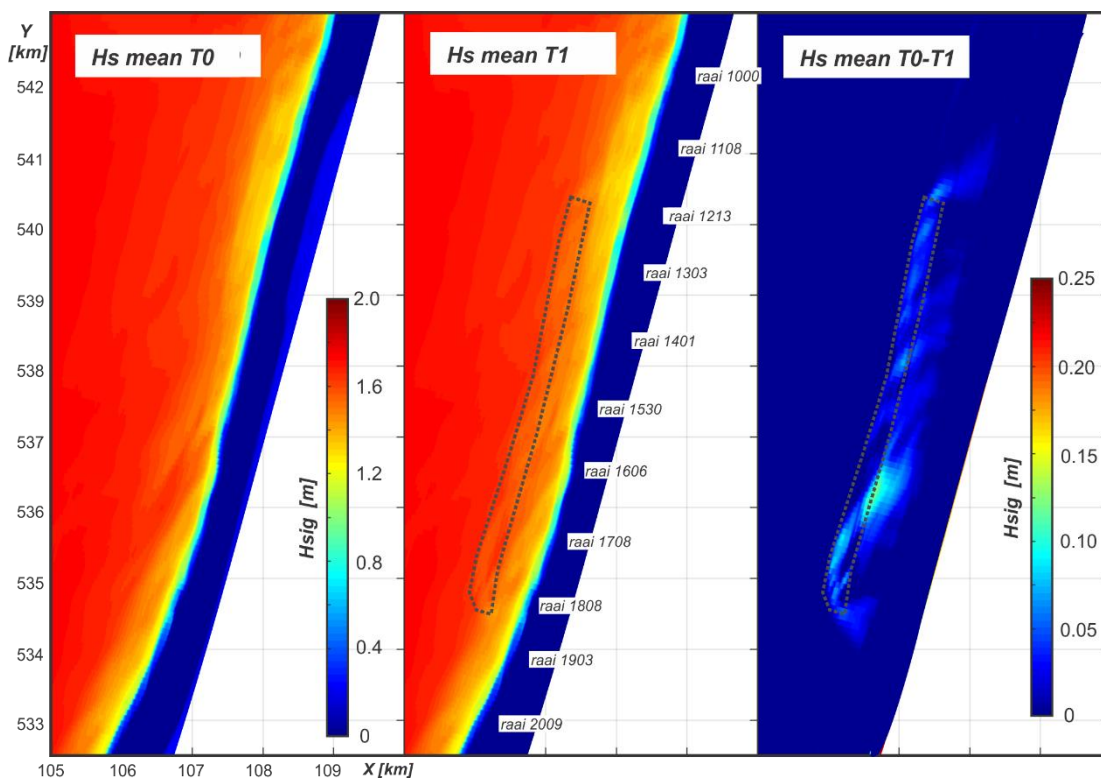 Y
[km]
Hs mean T0
Hs mean T1
Hs mean T0-T1
542
541
540
539
538
537
536
535
534
533
raai 1000
raai 1108
raai 1213
raai 1303
raai 1401
raai 1530
raai 1606
raai 1708
raai 1808
raai 1903
raai 2009
Hsig [m]
2.0
1.6
1.2
0.8
0.4
0
Hsig [m]
0.25
0.20
0.15
0.10
0.05
0
105 106 107 108 109 X [km]